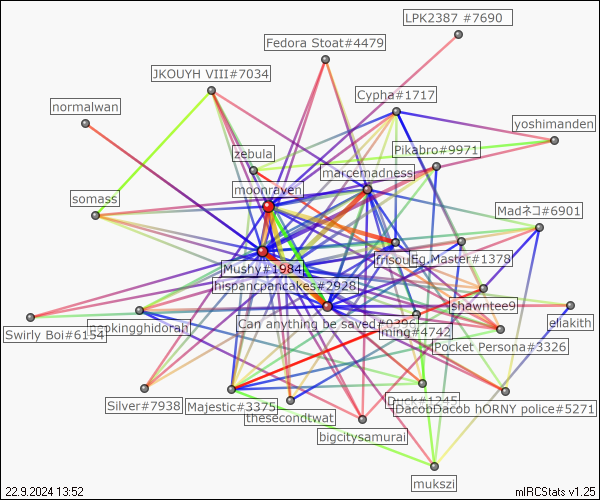 LPK2387 #7690
Fedora Stoat#4479
JKOUYH VIII#7034
Cypha#1717
normalwan
yoshimanden
Pikabro#9971
zebula
marcemadness
moonraven
somass
Madネコ#6901
frisou
Eg.Master#1378
Mushy#1984
hispancpancakes#2928
shawntee9
eliakith
Can anything be saved#0396
Swirly Boi#6154
ming#4742
Pocket Persona#3326
Duck#1245
Silver#7938
Majestic#3375
DacobDacob hORNY police#5271
thesecondtwat
bigcitysamurai
mukszi
22.9.2024 13:52
mIRCStats v1.25